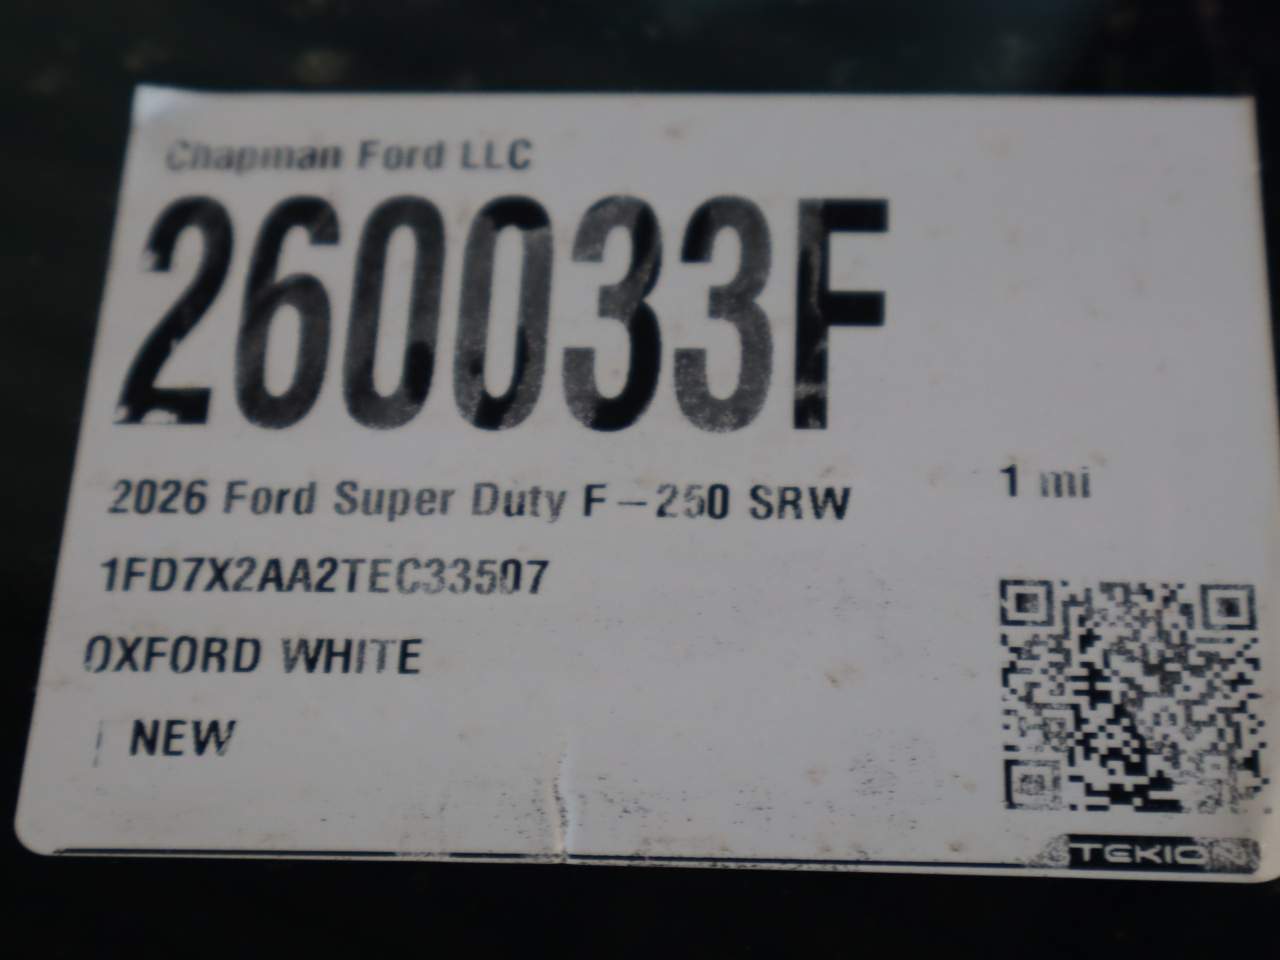 Chapman Ford LLC
260033F
2026 Ford Super Duty F-250 SRW
1 mi
1FD7X2AA2TEC33507
OXFORD WHITE
NEW
TEKION